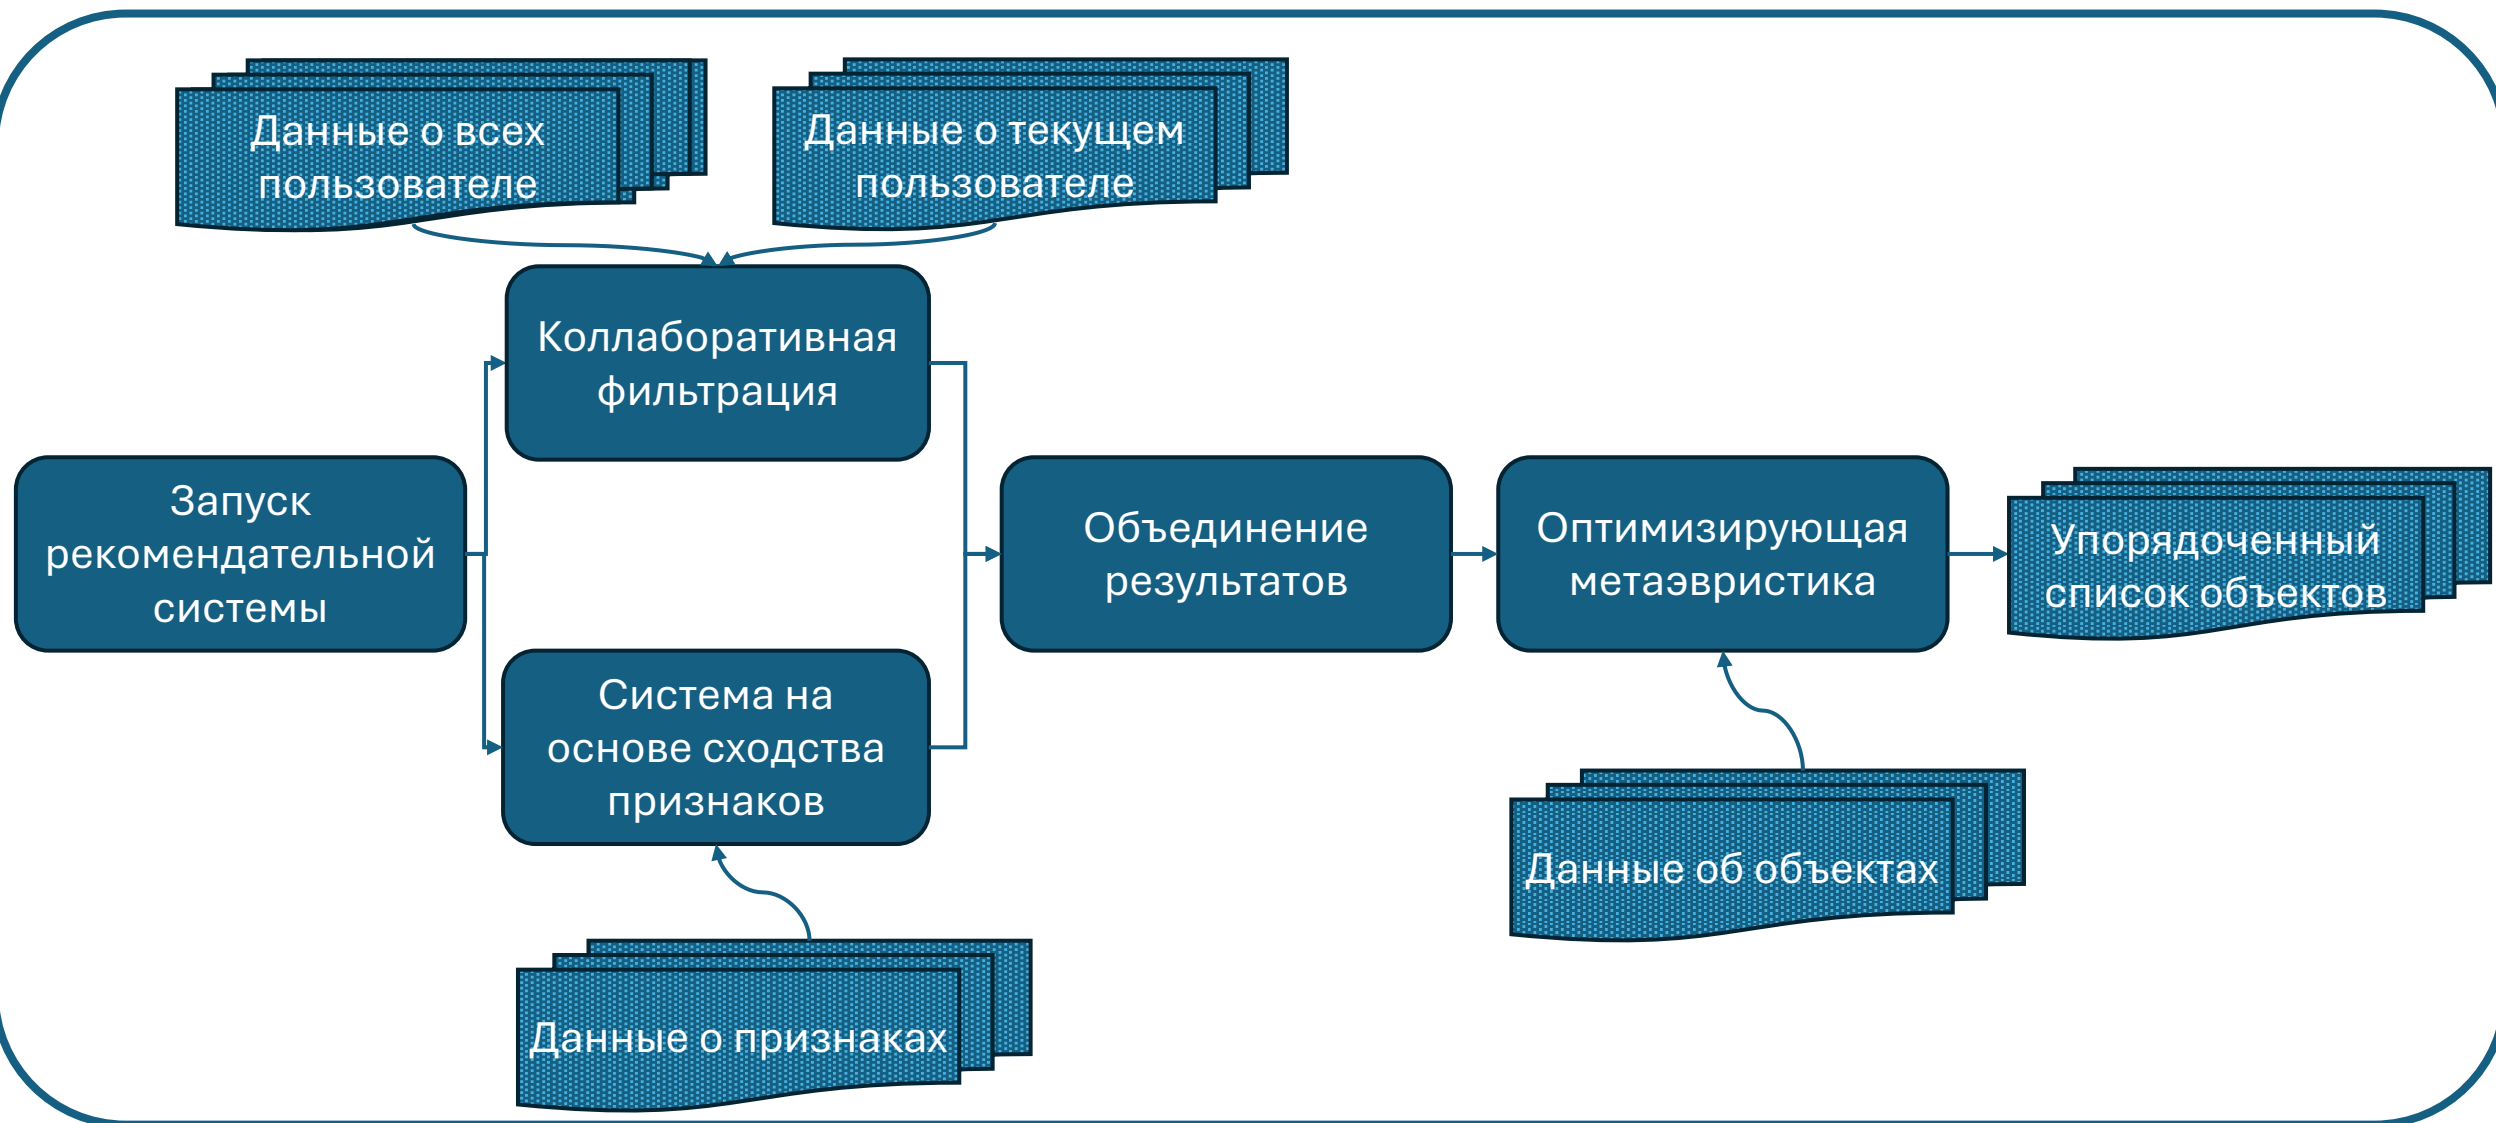 Данные о всех
пользователе
Данные о текущем
пользователе
Коллаборативная
фильтрация
Запуск
рекомендательной
системы
Объединение
результатов
Оптимизирующая
метаэвристика
Упорядоченный
список объектов
Система на
основе сходства
признаков
Данные об объектах
Данные о признаках